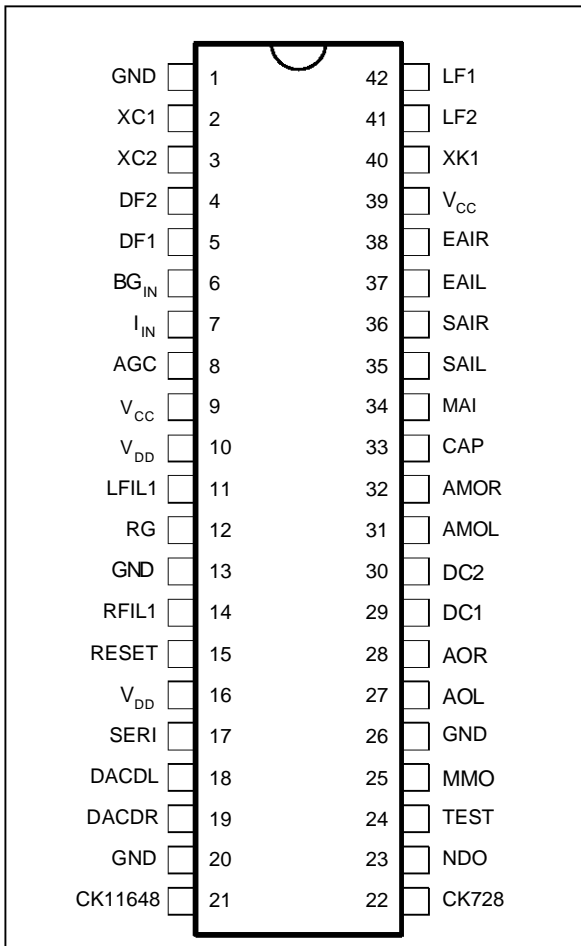 GND 1 42 LF1
XC1 2 41 LF2
XC2 3 40 XK1
DF2 4 39 VCC
DF1 5 38 EAIR
BGIN 6 37 EAIL
IIN 7 36 SAIR
AGC 8 35 SAIL
VCC 9 34 MAI
VDD 10 33 CAP
LFIL1 11 32 AMOR
RG 12 31 AMOL
GND 13 30 DC2
RFIL1 14 29 DC1
RESET 15 28 AOR
VDD 16 27 AOL
SERI 17 26 GND
DACDL 18 25 MMO
DACDR 19 24 TEST
GND 20 23 NDO
CK11648 21 22 CK728